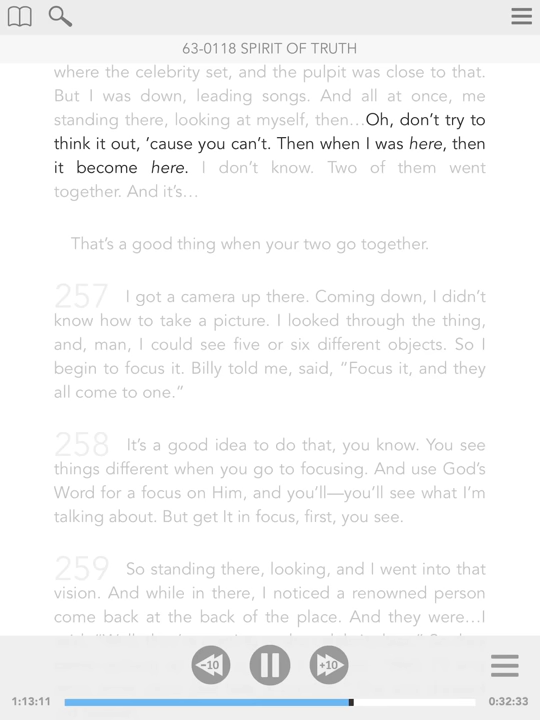 63-0118 SPIRIT OF TRUTH
where the celebrity set, and the pulpit was close to that.
But I was down, leading songs. And all at once, me
standing there, looking at myself, then…Oh, don’t try to
think it out, ’cause you can’t. Then when I was here, then
it become here. I don’t know. Two of them went
together. And it’s…
That’s a good thing when your two go together.
257 I got a camera up there. Coming down, I didn’t
know how to take a picture. I looked through the thing,
and, man, I could see five or six different objects. So I
begin to focus it. Billy told me, said, “Focus it, and they
all come to one.”
258 It’s a good idea to do that, you know. You see
things different when you go to focusing. And use God’s
Word for a focus on Him, and you’ll—you’ll see what I’m
talking about. But get It in focus, first, you see.
259 So standing there, looking, and I went into that
vision. And while in there, I noticed a renowned person
come back at the back of the place. And they were…I
-10
+10
1:13:11
0:32:33